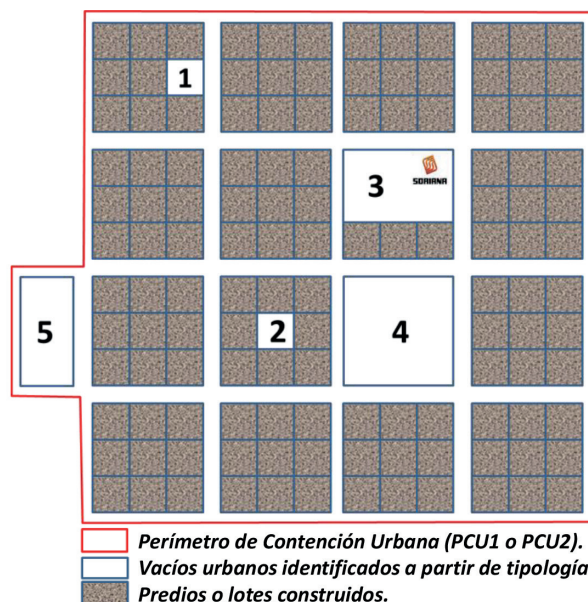 1
3
SORIANA
5
2
4
Perímetro de Contención Urbana (PCU1 o PCU2).
Vacíos urbanos identificados a partir de tipología
Predios o lotes construidos.